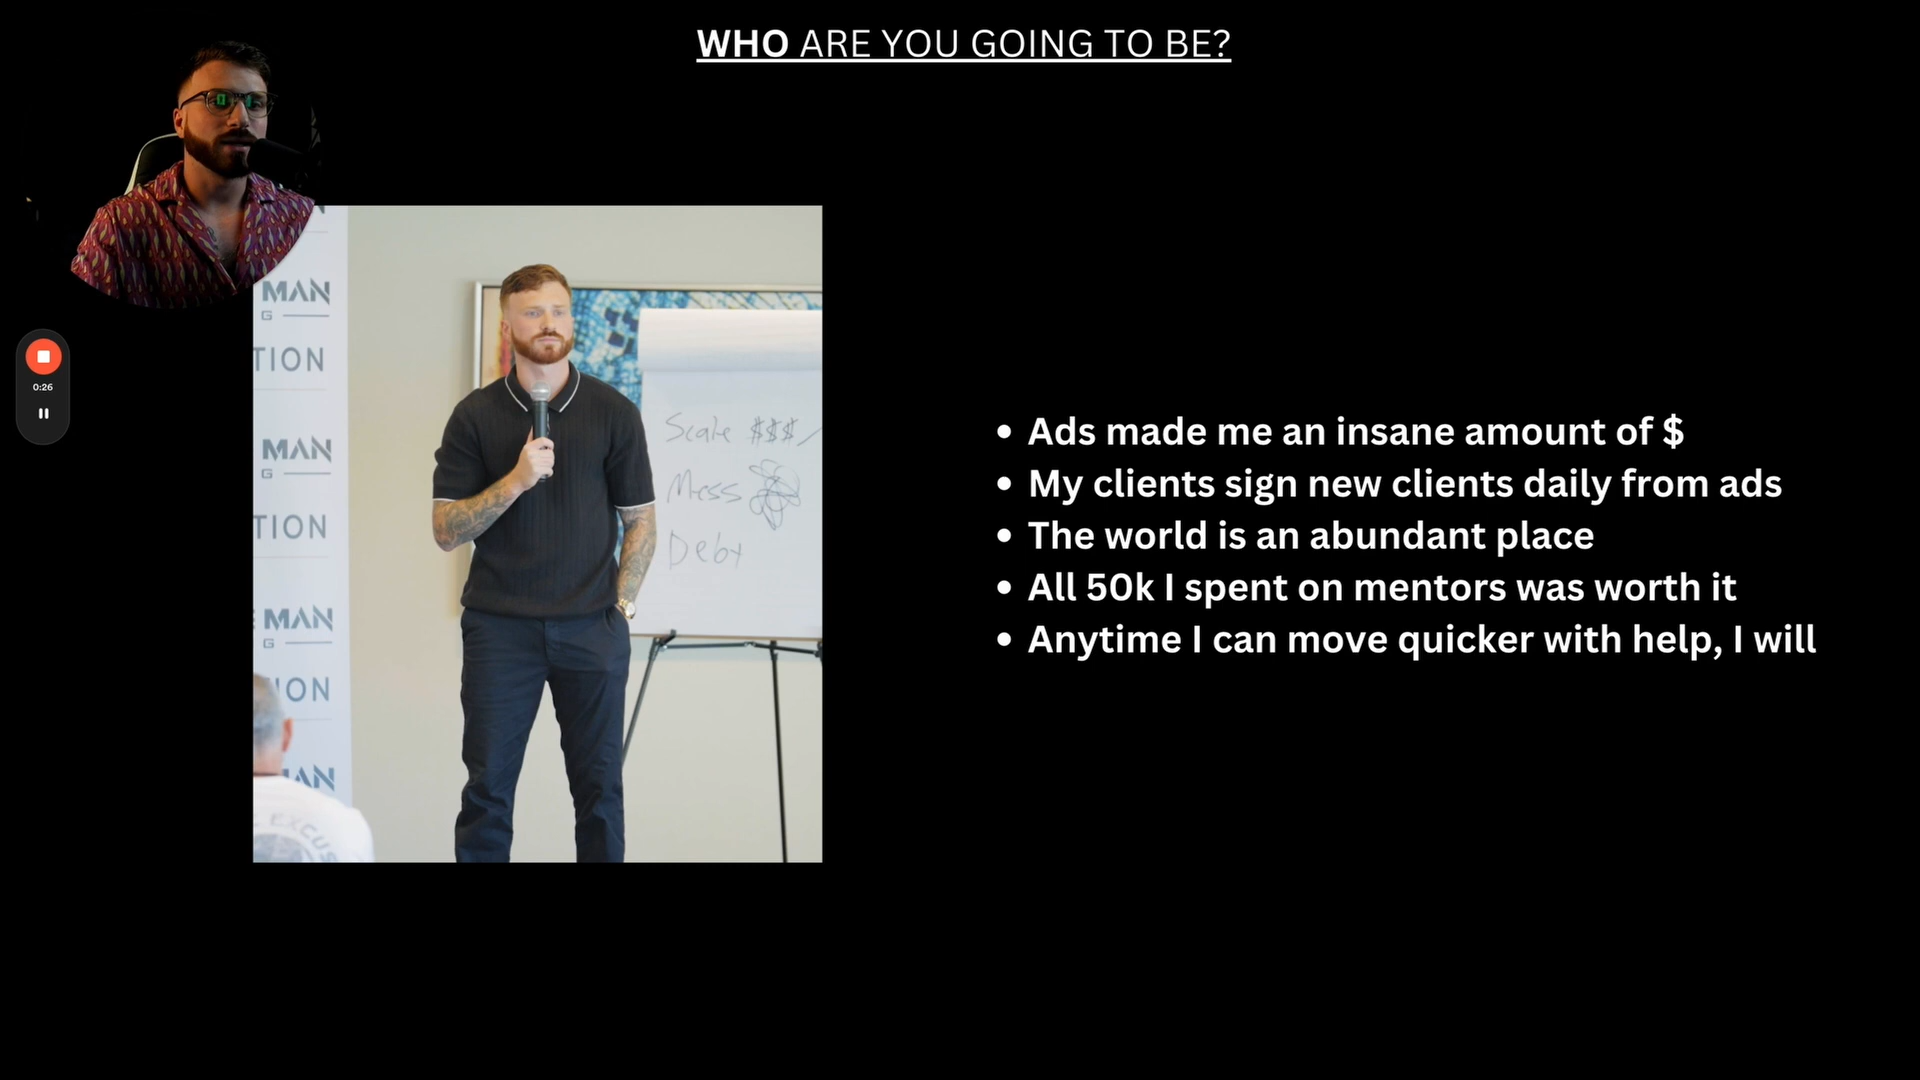 WHO ARE YOU GOING TO BE?
MAN
G
TION
MAN
G
TION
MAN
G
ION
AN
EXCUS
Scale $$$
Mess
Debt
0:26
• Ads made me an insane amount of $
• My clients sign new clients daily from ads
• The world is an abundant place
• All 50k I spent on mentors was worth it
• Anytime I can move quicker with help, I will